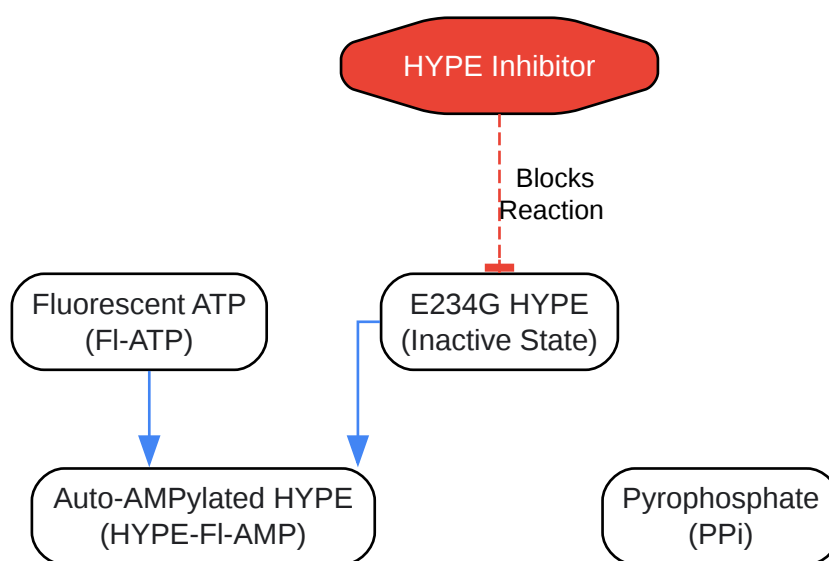 HYPE Inhibitor
Blocks
Reaction
Fluorescent ATP
(Fl-ATP)
E234G HYPE
(Inactive State)
Auto-AMPylated HYPE
(HYPE-Fl-AMP)
Pyrophosphate
(PPi)